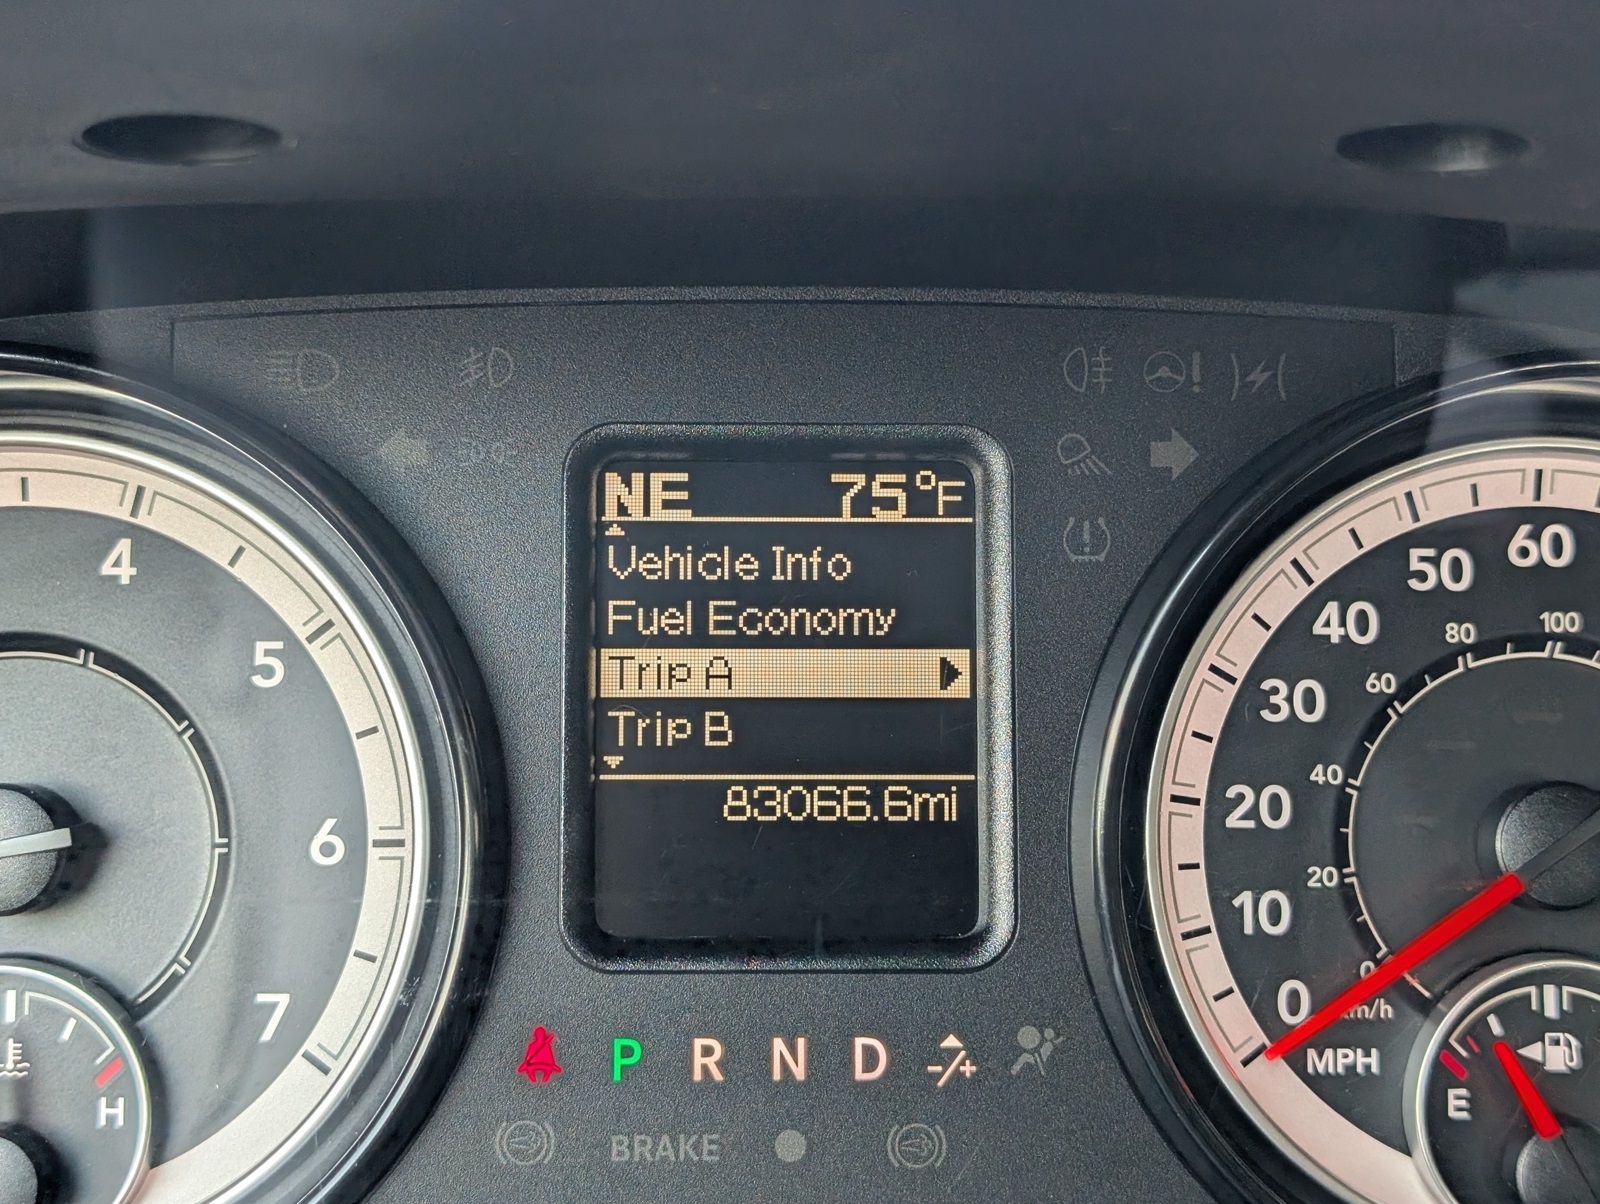 NE 75°F
Vehicle Info
Fuel Economy
Trip A
Trip B
83066.6mi
4
5
6
7
H
60
50
40
30
20
10
0
MPH
100
80
60
40
20
0
km/h
E
P R N D -/+
BRAKE